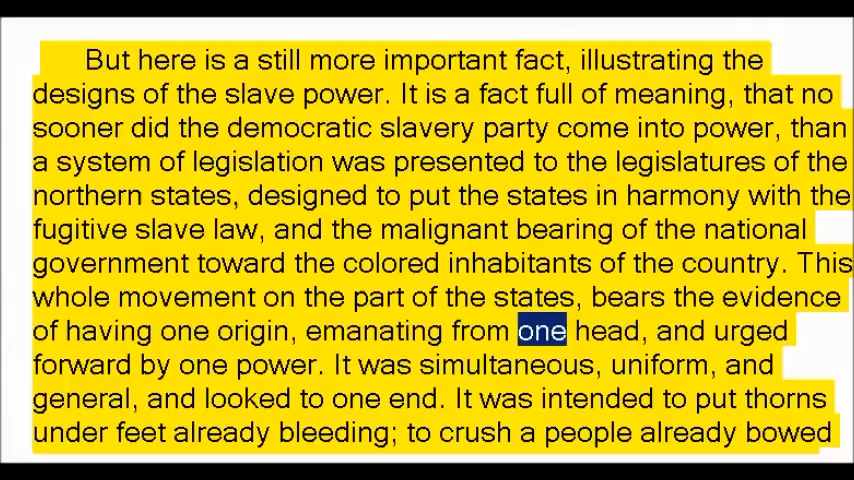 But here is a still more important fact, illustrating the
designs of the slave power. It is a fact full of meaning, that no
sooner did the democratic slavery party come into power, than
a system of legislation was presented to the legislatures of the
northern states, designed to put the states in harmony with the
fugitive slave law, and the malignant bearing of the national
government toward the colored inhabitants of the country. This
whole movement on the part of the states, bears the evidence
of having one origin, emanating from one head, and urged
forward by one power. It was simultaneous, uniform, and
general, and looked to one end. It was intended to put thorns
under feet already bleeding; to crush a people already bowed